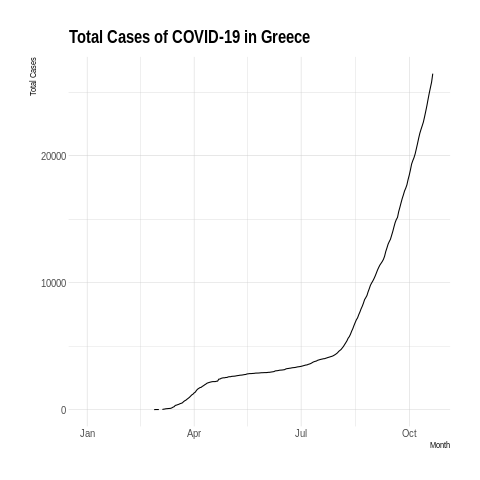 Total Cases of COVID-19 in Greece
Total Cases
20000
10000
0
Jan Apr Jul Oct
Month